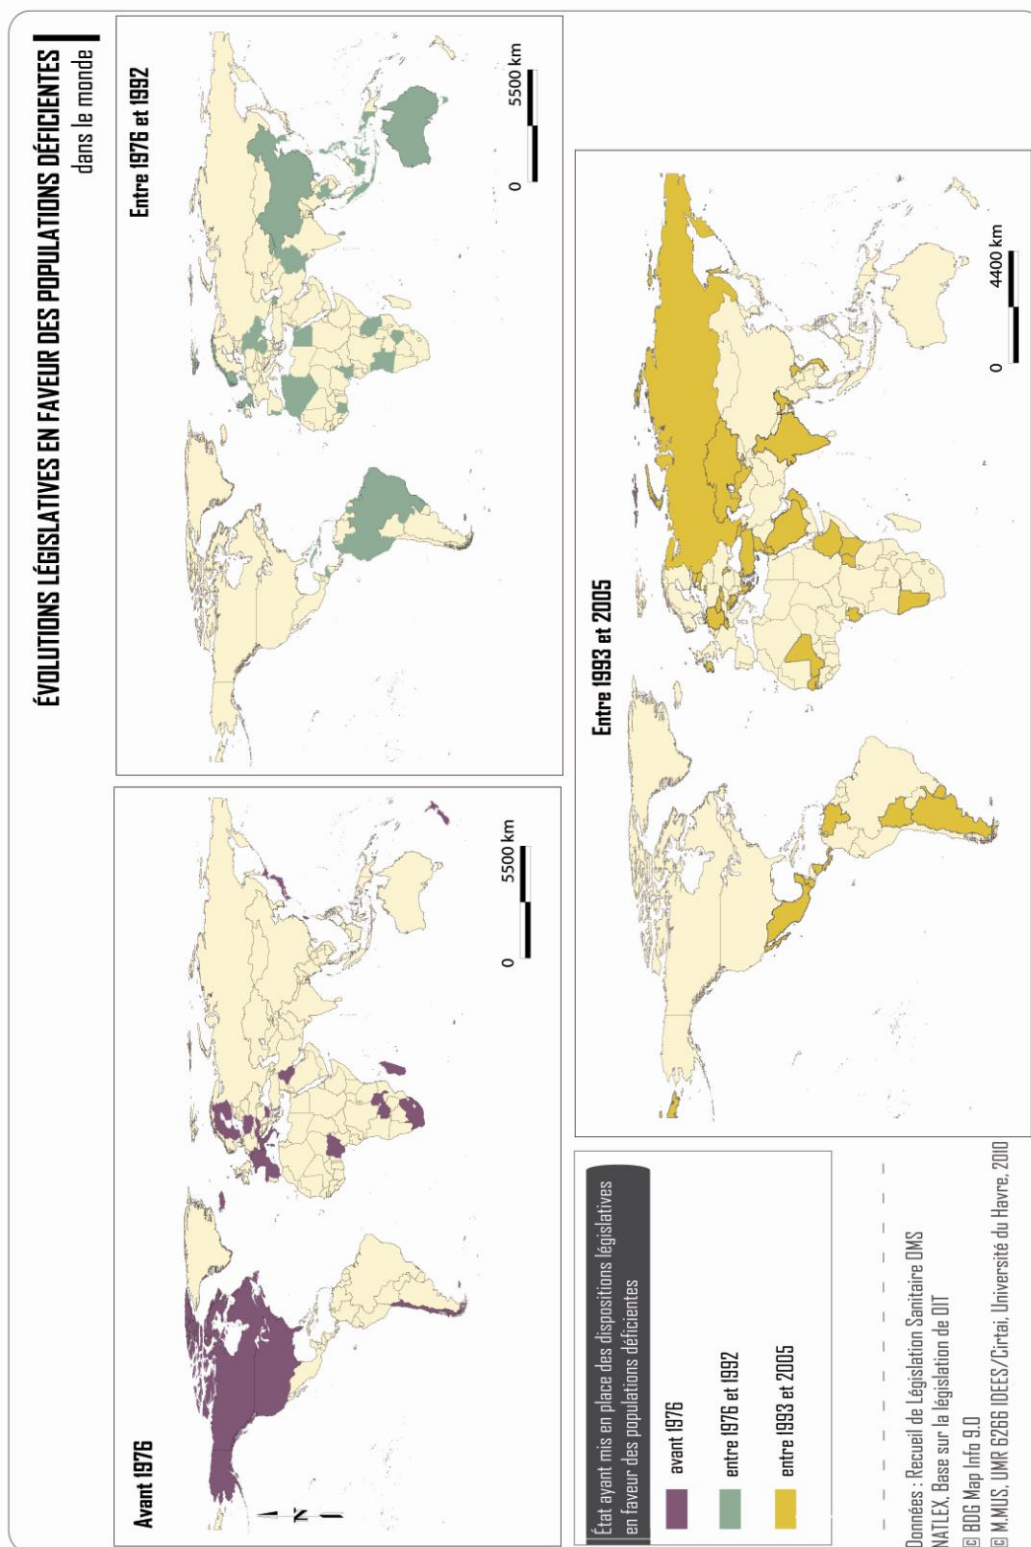 ÉVOLUTIONS LÉGISLATIVES EN FAVEUR DES POPULATIONS DÉFICIENTES
dans le monde
Avant 1976
N
0 5500 km
Entre 1976 et 1992
0 5500 km
État ayant mis en place des dispositions législatives
en faveur des populations déficientes
avant 1976
entre 1976 et 1992
entre 1993 et 2005
Entre 1993 et 2005
0 4400 km
Données : Recueil de Législation Sanitaire OMS
NATLEX, Base sur la législation de OIT
© BDG Map Info 9.0
© M.MUS, UMR 6266 IDEES/Cirtai, Université du Havre, 2010